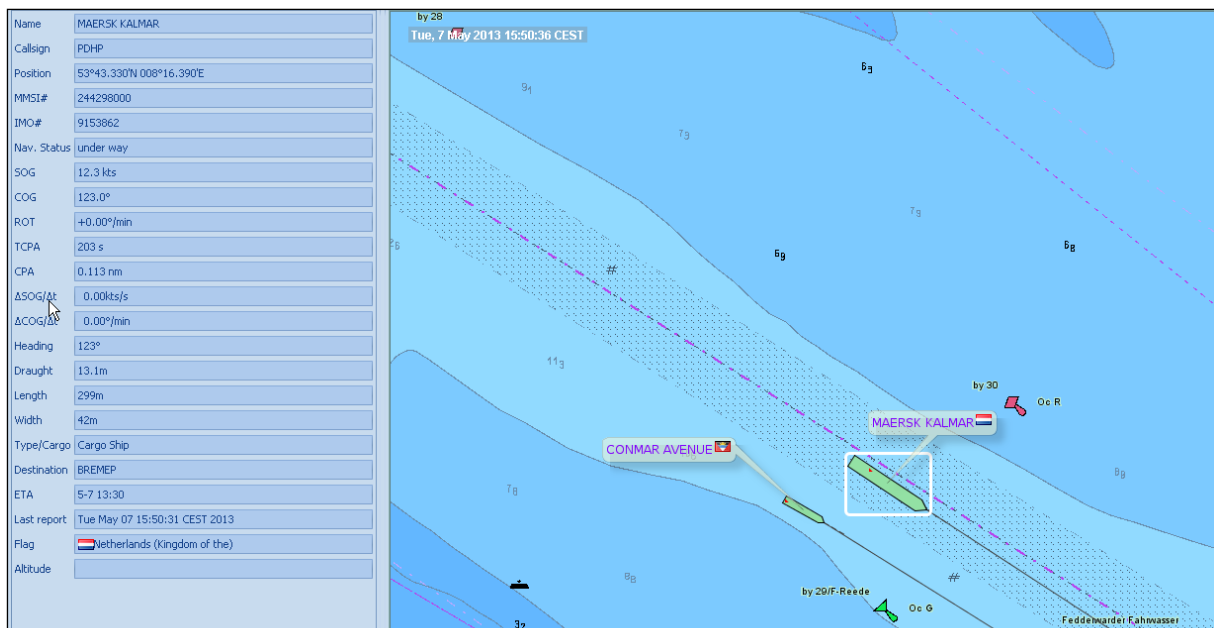 Name MAERSK KALMAR
Callsign PDHP
Position 53°43.330'N 008°16.390'E
MMSI# 244298000
IMO# 9153862
Nav. Status under way
SOG 12.3 kts
COG 123.0°
ROT +0.00°/min
TCPA 203 s
CPA 0.113 nm
ΔSOG/Δt 0.00kts/s
ΔCOG/Δt 0.00°/min
Heading 123°
Draught 13.1m
Length 299m
Width 42m
Type/Cargo Cargo Ship
Destination BREMEP
ETA 5-7 13:30
Last report Tue May 07 15:50:31 CEST 2013
Flag Netherlands (Kingdom of the)
Altitude
by 28
Tue, 7 May 2013 15:50:36 CEST
63
91
73
79
68
69
26
#
113
by 30
Oc R
MAERSK KALMAR
CONMAR AVENUE
89
78
88
#
by 29/F-Reede
Oc G
Fedderwarder Fahrwasser